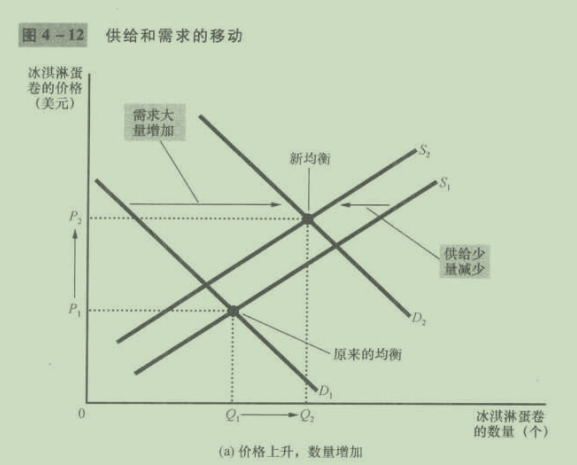 图 4-12 供给和需求的移动
冰淇淋蛋
卷的价格
（美元）
需求大
量增加
新均衡
S₂
S₁
P₂
供给少
量减少
P₁
D₂
原来的均衡
D₁
0
Q₁
Q₂
冰淇淋蛋卷
的数量（个）
(a) 价格上升，数量增加